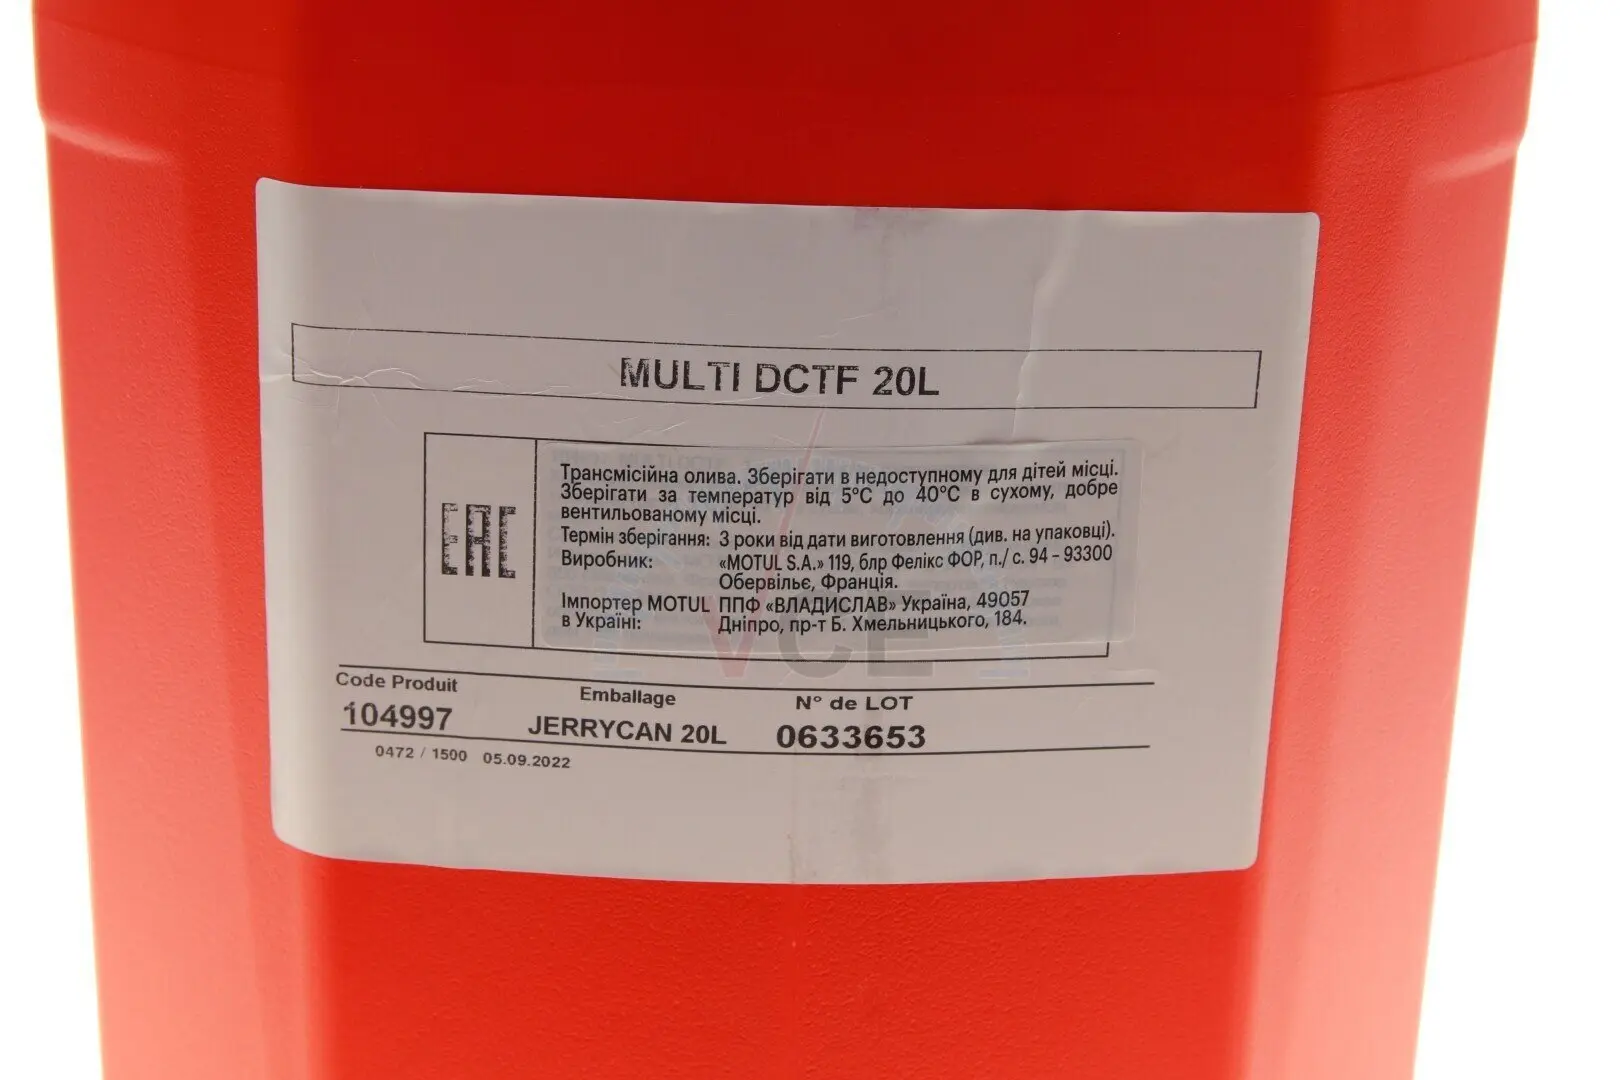 MULTI DCTF 20L
EAC
Трансмісійна олива. Зберігати в недоступному для дітей місці.
Зберігати за температур від 5°C до 40°C в сухому, добре
вентильованому місці.
Термін зберігання: 3 роки від дати виготовлення (див. на упаковці).
Виробник: «MOTUL S.A.» 119, блр Фелікс ФОР, п./ с. 94 – 93300
Обервільє, Франція.
Імпортер MOTUL ППФ «ВЛАДИСЛАВ» Україна, 49057
в Україні: Дніпро, пр-т Б. Хмельницького, 184.
VCE
Code Produit Emballage N° de LOT
104997 JERRYCAN 20L 0633653
0472 / 1500 05.09.2022